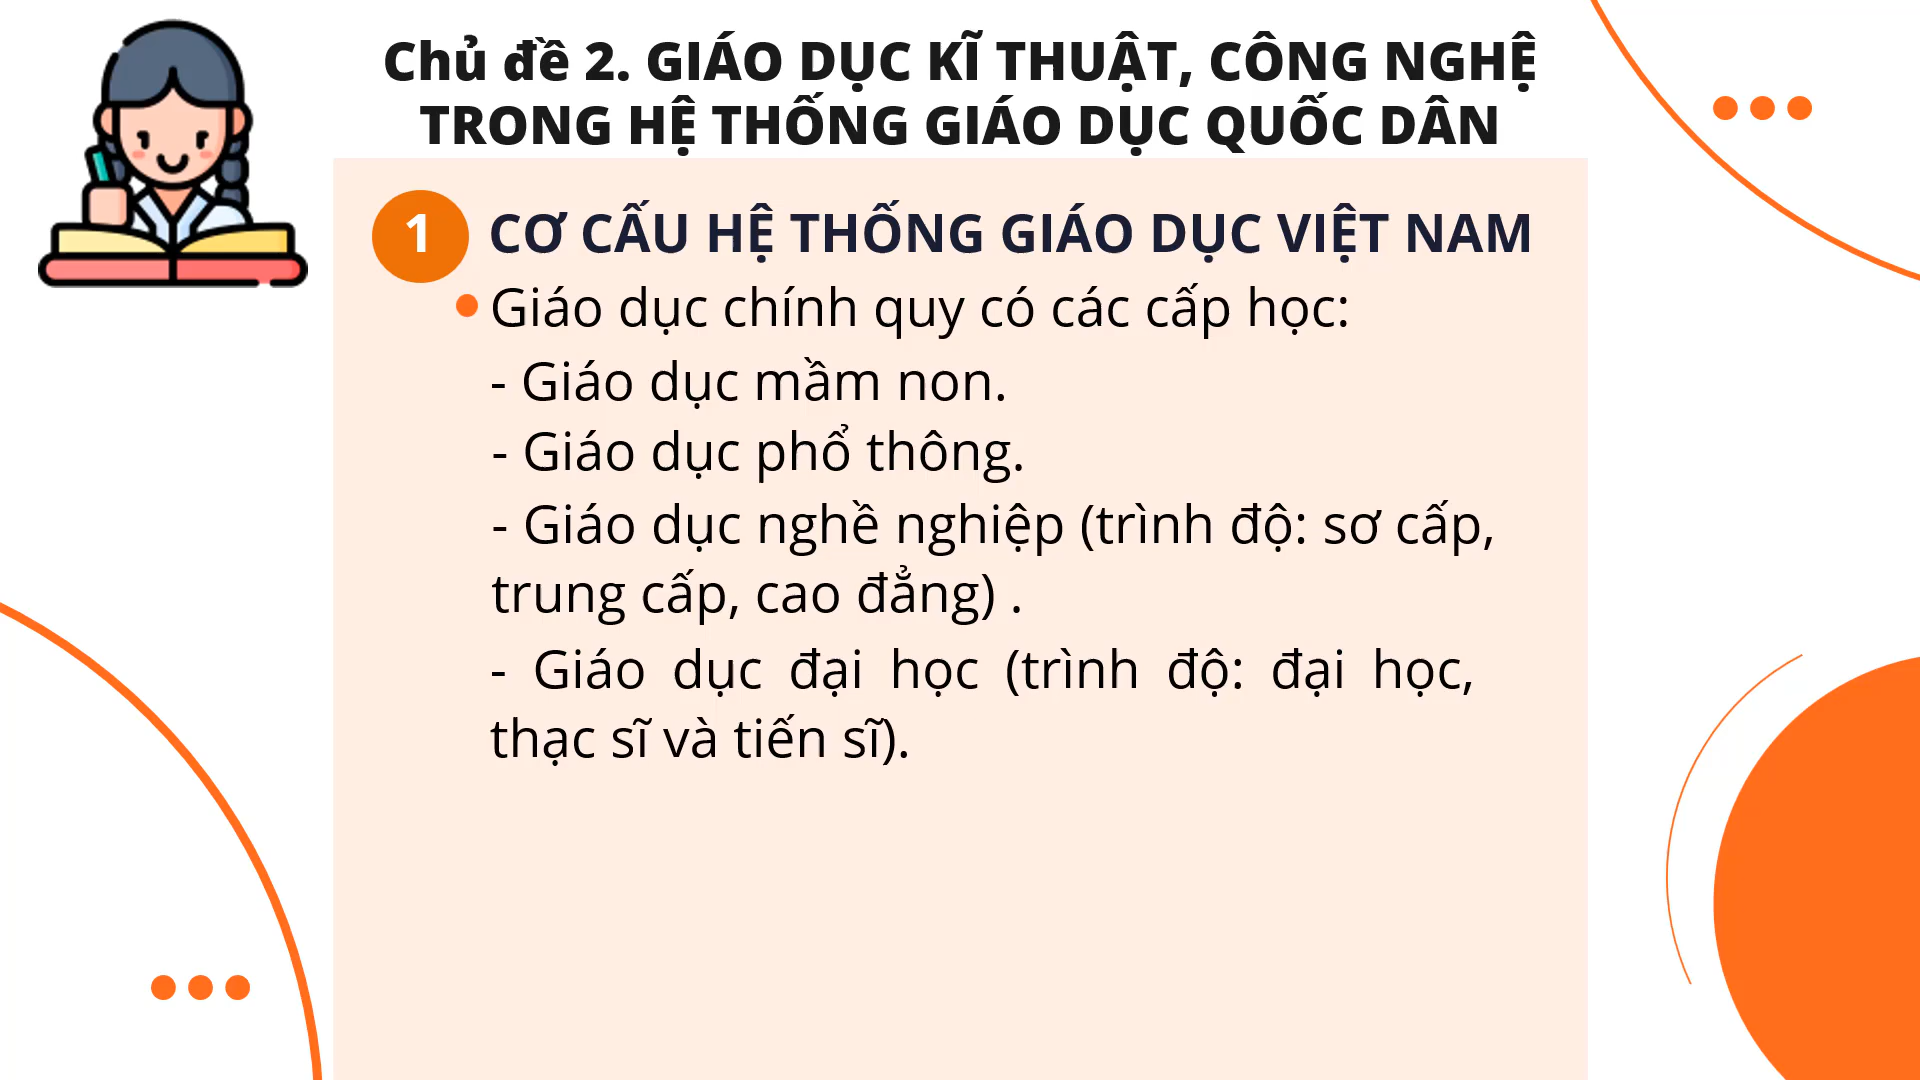 Chủ đề 2. GIÁO DỤC KĨ THUẬT, CÔNG NGHỆ
TRONG HỆ THỐNG GIÁO DỤC QUỐC DÂN
1 CƠ CẤU HỆ THỐNG GIÁO DỤC VIỆT NAM
Giáo dục chính quy có các cấp học:
- Giáo dục mầm non.
- Giáo dục phổ thông.
- Giáo dục nghề nghiệp (trình độ: sơ cấp,
trung cấp, cao đẳng) .
- Giáo dục đại học (trình độ: đại học,
thạc sĩ và tiến sĩ).